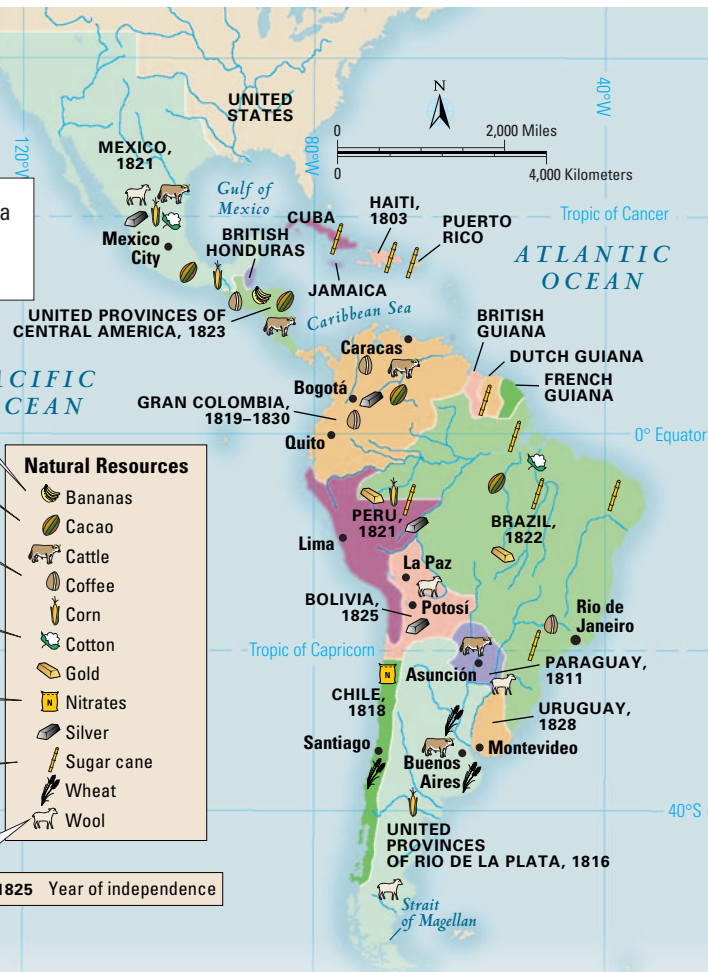 UNITED
STATES
N
0 2,000 Miles
0 4,000 Kilometers
120°W
80°W
40°W
MEXICO,
1821
a
Gulf of
Mexico
Mexico
City
CUBA
HAITI,
1803
PUERTO
RICO
Tropic of Cancer
BRITISH
HONDURAS
JAMAICA
ATLANTIC
OCEAN
UNITED PROVINCES OF
CENTRAL AMERICA, 1823
Caribbean Sea
BRITISH
GUIANA
DUTCH GUIANA
FRENCH
GUIANA
Caracas
Bogotá
GRAN COLOMBIA,
1819–1830
Quito
0° Equator
ACIFIC
CEAN
Natural Resources
Bananas
Cacao
Cattle
Coffee
Corn
Cotton
Gold
N Nitrates
Silver
Sugar cane
Wheat
Wool
1825 Year of independence
PERU,
1821
Lima
BRAZIL,
1822
La Paz
BOLIVIA,
1825
Potosí
Rio de
Janeiro
Tropic of Capricorn
N
Asunción
PARAGUAY,
1811
CHILE,
1818
URUGUAY,
1828
Santiago
Montevideo
Buenos
Aires
40°S
UNITED
PROVINCES
OF RIO DE LA PLATA, 1816
Strait
of Magellan